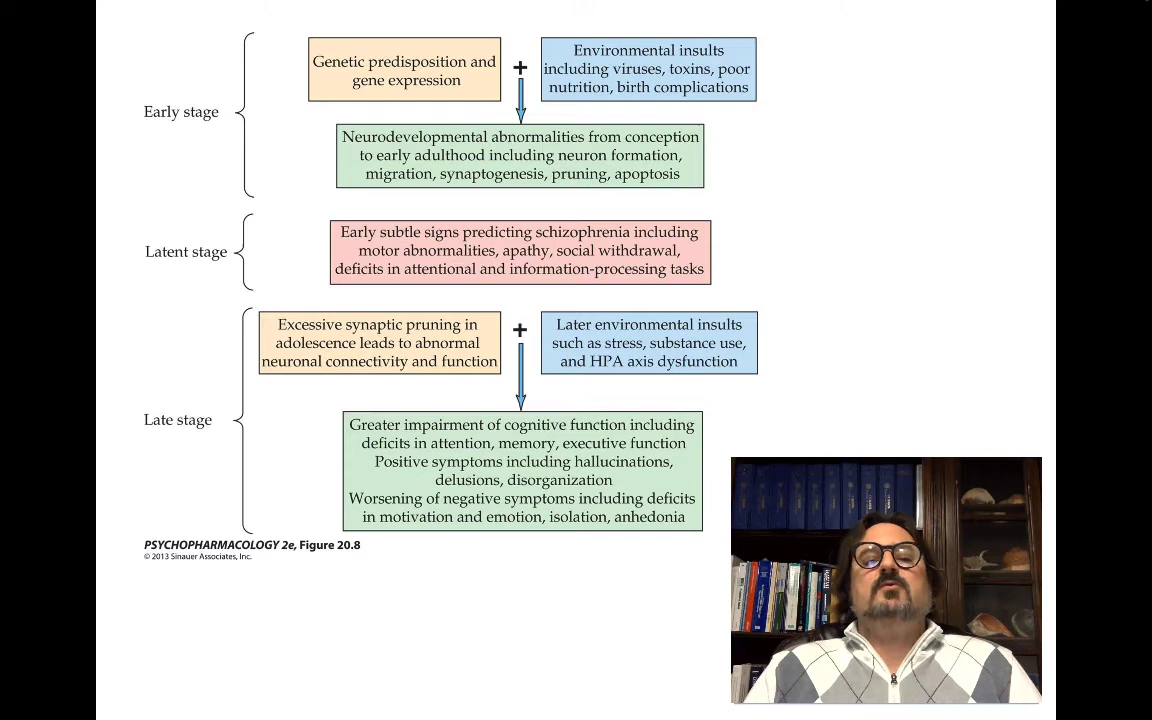 Genetic predisposition and
gene expression
+
Environmental insults
including viruses, toxins, poor
nutrition, birth complications
Early stage
Neurodevelopmental abnormalities from conception
to early adulthood including neuron formation,
migration, synaptogenesis, pruning, apoptosis
Latent stage
Early subtle signs predicting schizophrenia including
motor abnormalities, apathy, social withdrawal,
deficits in attentional and information-processing tasks
Excessive synaptic pruning in
adolescence leads to abnormal
neuronal connectivity and function
+
Later environmental insults
such as stress, substance use,
and HPA axis dysfunction
Late stage
Greater impairment of cognitive function including
deficits in attention, memory, executive function
Positive symptoms including hallucinations,
delusions, disorganization
Worsening of negative symptoms including deficits
in motivation and emotion, isolation, anhedonia
PSYCHOPHARMACOLOGY 2e, Figure 20.8
© 2013 Sinauer Associates, Inc.